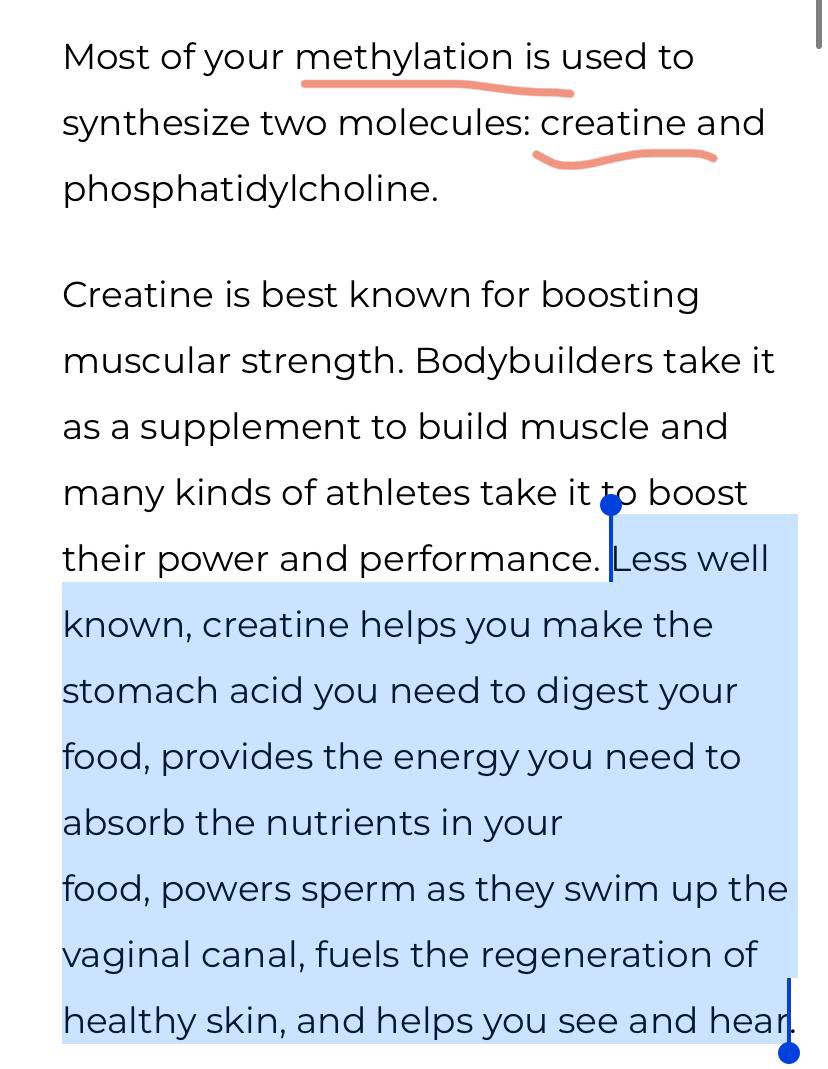 Most of your methylation is used to
synthesize two molecules: creatine and
phosphatidylcholine.
Creatine is best known for boosting
muscular strength. Bodybuilders take it
as a supplement to build muscle and
many kinds of athletes take it to boost
their power and performance. Less well
known, creatine helps you make the
stomach acid you need to digest your
food, provides the energy you need to
absorb the nutrients in your
food, powers sperm as they swim up the
vaginal canal, fuels the regeneration of
healthy skin, and helps you see and hear.